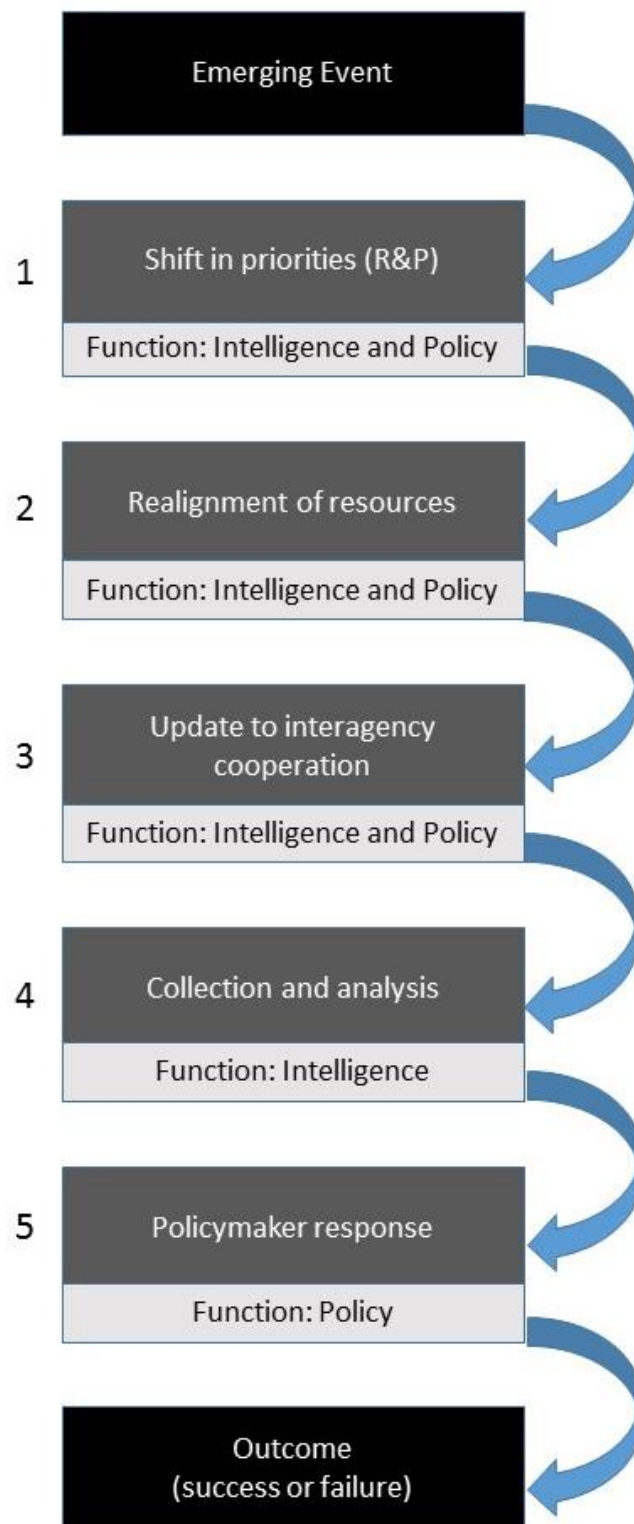 Emerging Event
1
Shift in priorities (R&P)
Function: Intelligence and Policy
2
Realignment of resources
Function: Intelligence and Policy
3
Update to interagency
cooperation
Function: Intelligence and Policy
4
Collection and analysis
Function: Intelligence
5
Policymaker response
Function: Policy
Outcome
(success or failure)